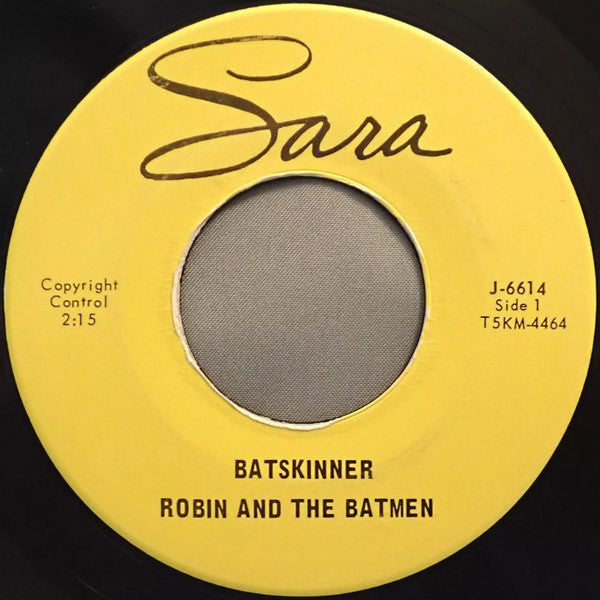 Sara
Copyright
Control
2:15
J-6614
Side 1
T5KM-4464
BATSKINNER
ROBIN AND THE BATMEN